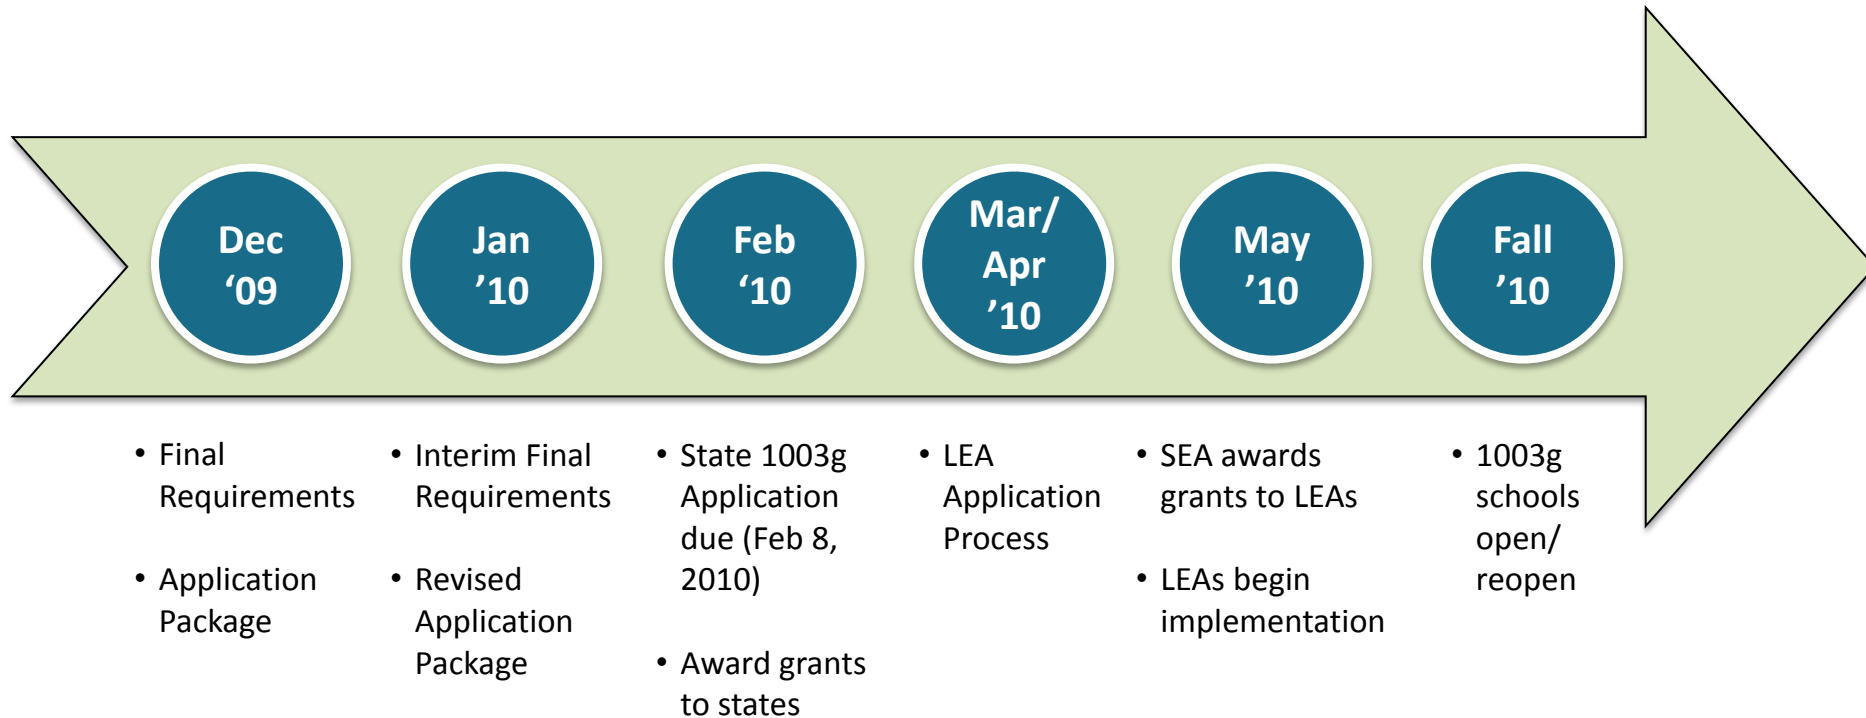 Dec
‘09
Jan
’10
Feb
‘10
Mar/
Apr
’10
May
’10
Fall
’10
• Final
Requirements
• Application
Package
• Interim Final
Requirements
• Revised
Application
Package
• State 1003g
Application
due (Feb 8,
2010)
• Award grants
to states
• LEA
Application
Process
• SEA awards
grants to LEAs
• LEAs begin
implementation
• 1003g
schools
open/
reopen